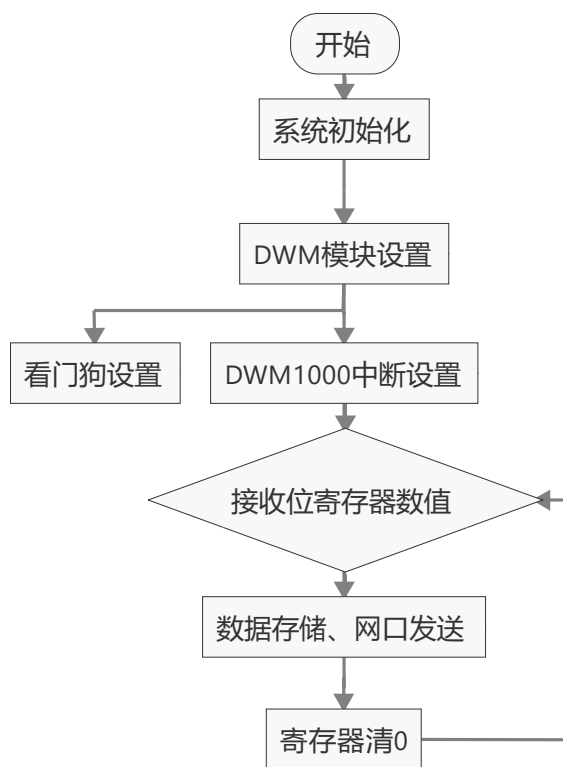 开始
系统初始化
DWM模块设置
看门狗设置
DWM1000中断设置
接收位寄存器数值
数据存储、网口发送
寄存器清0